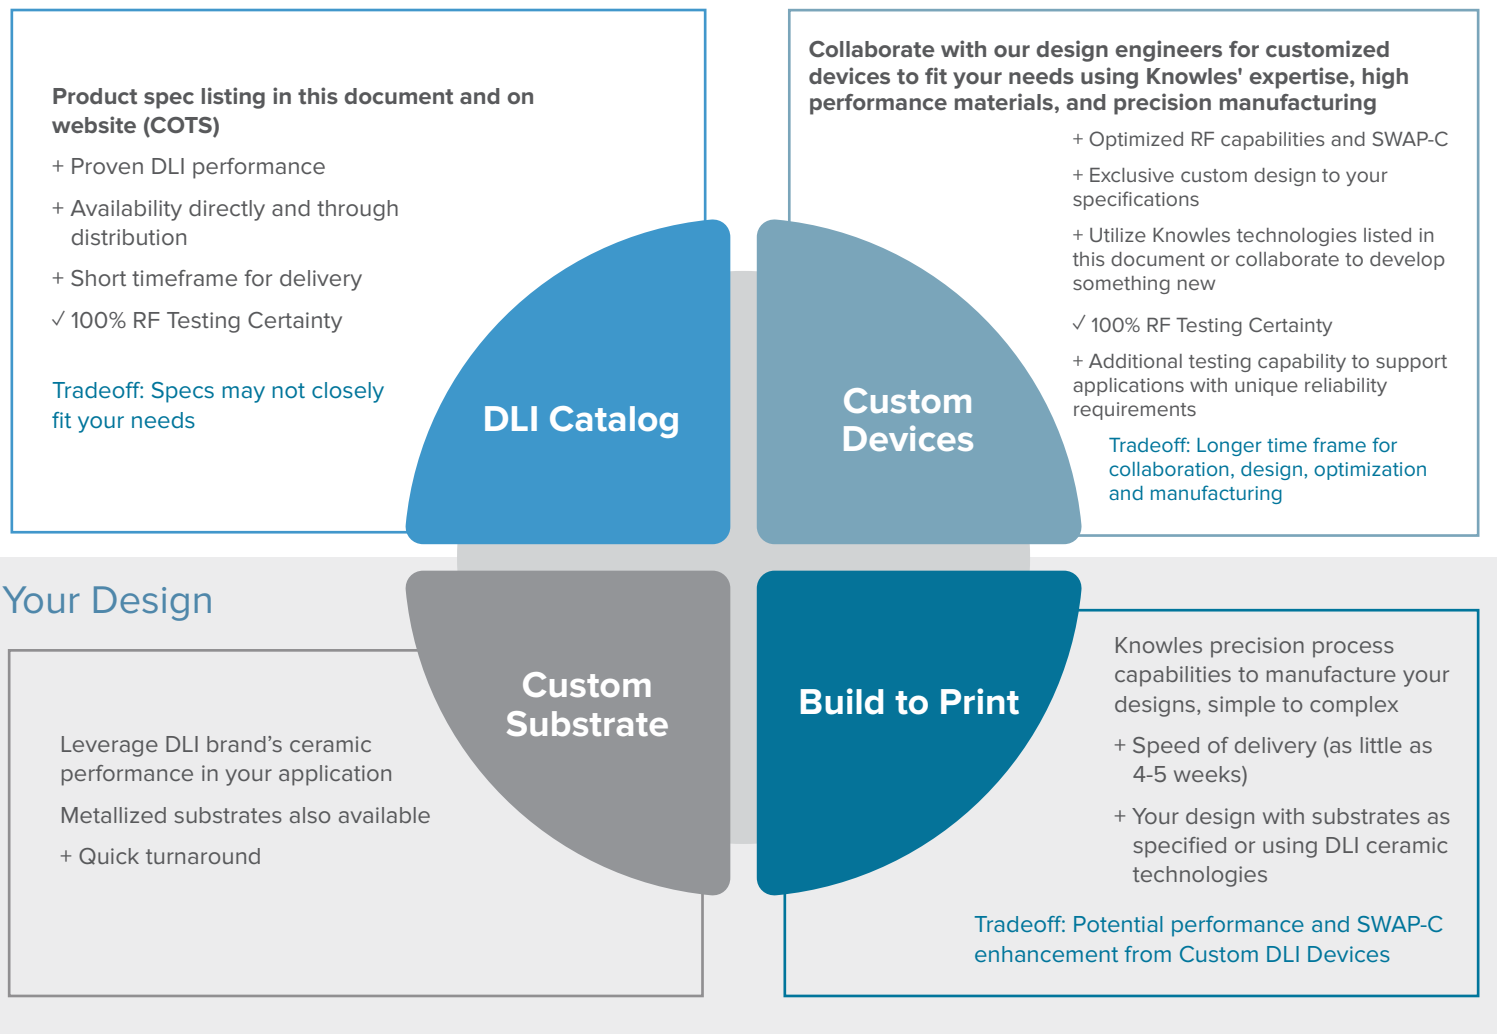 Product spec listing in this document and on
website (COTS)
+ Proven DLI performance
+ Availability directly and through
distribution
+ Short timeframe for delivery
✓ 100% RF Testing Certainty
Tradeoff: Specs may not closely
fit your needs
DLI Catalog
Collaborate with our design engineers for customized
devices to fit your needs using Knowles' expertise, high
performance materials, and precision manufacturing
+ Optimized RF capabilities and SWAP-C
+ Exclusive custom design to your
specifications
+ Utilize Knowles technologies listed in
this document or collaborate to develop
something new
✓ 100% RF Testing Certainty
+ Additional testing capability to support
applications with unique reliability
requirements
Tradeoff: Longer time frame for
collaboration, design, optimization
and manufacturing
Custom
Devices
Your Design
Leverage DLI brand’s ceramic
performance in your application
Metallized substrates also available
+ Quick turnaround
Custom
Substrate
Build to Print
Knowles precision process
capabilities to manufacture your
designs, simple to complex
+ Speed of delivery (as little as
4-5 weeks)
+ Your design with substrates as
specified or using DLI ceramic
technologies
Tradeoff: Potential performance and SWAP-C
enhancement from Custom DLI Devices